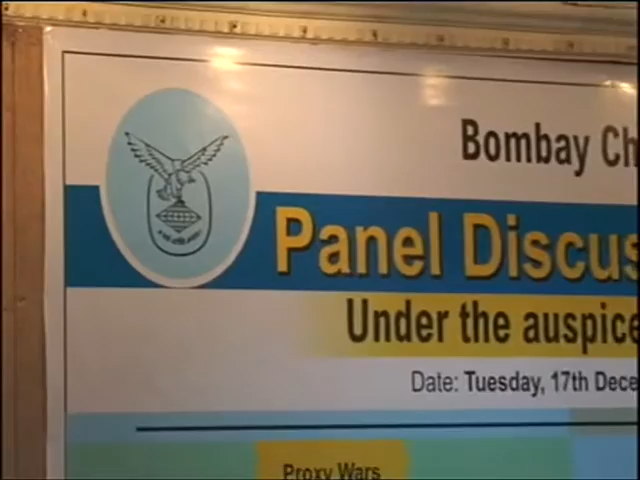 Bombay Ch
Panel Discus
Under the auspice
Date: Tuesday, 17th Dece
Proxy Wars